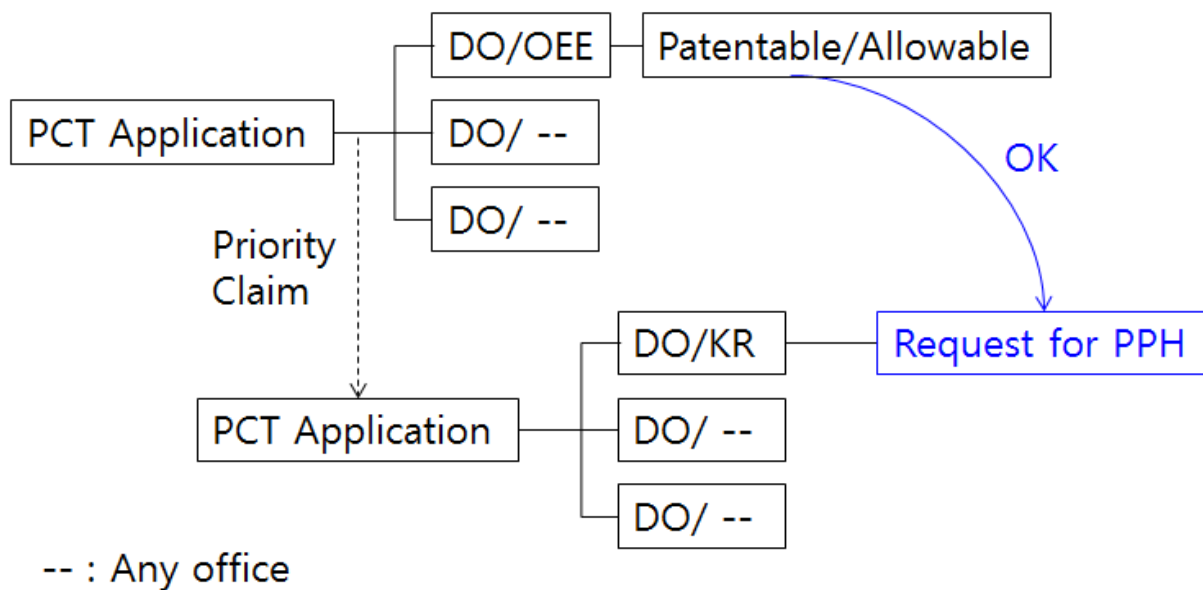 DO/OEE
Patentable/Allowable
PCT Application
DO/ --
DO/ --
OK
Priority
Claim
DO/KR
Request for PPH
PCT Application
DO/ --
DO/ --
-- : Any office